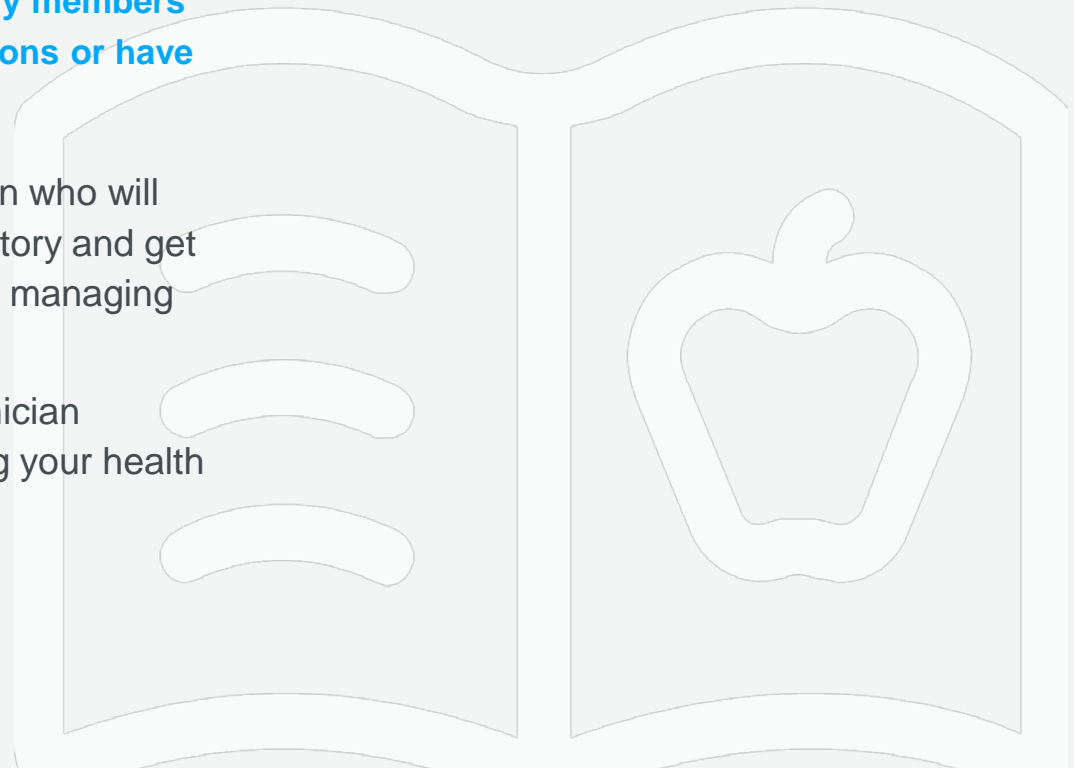 y members
ons or have
n who will
tory and get
managing
ician
g your health